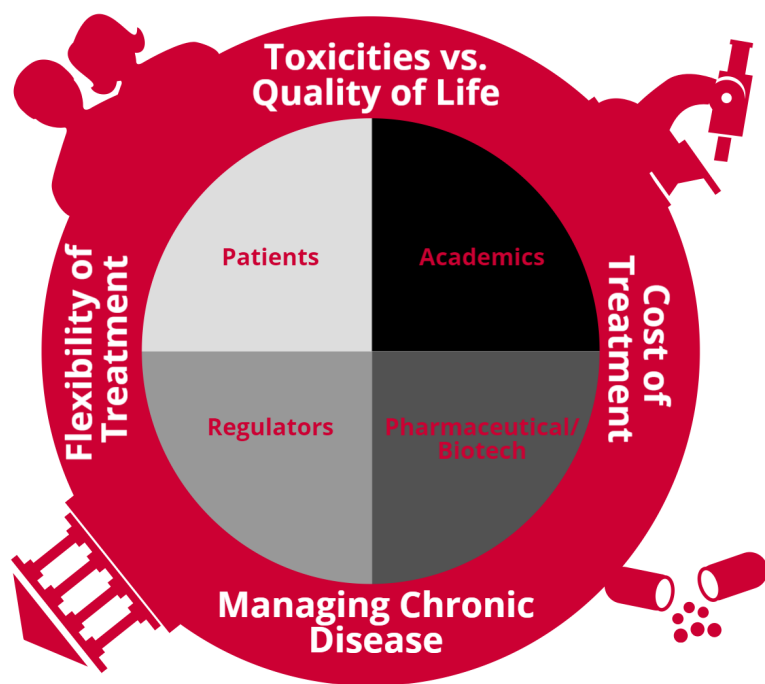 Toxicities vs.
Quality of Life
Patients
Academics
Flexibility of
Treatment
Cost of
Treatment
Regulators
Pharmaceutical/
Biotech
Managing Chronic
Disease